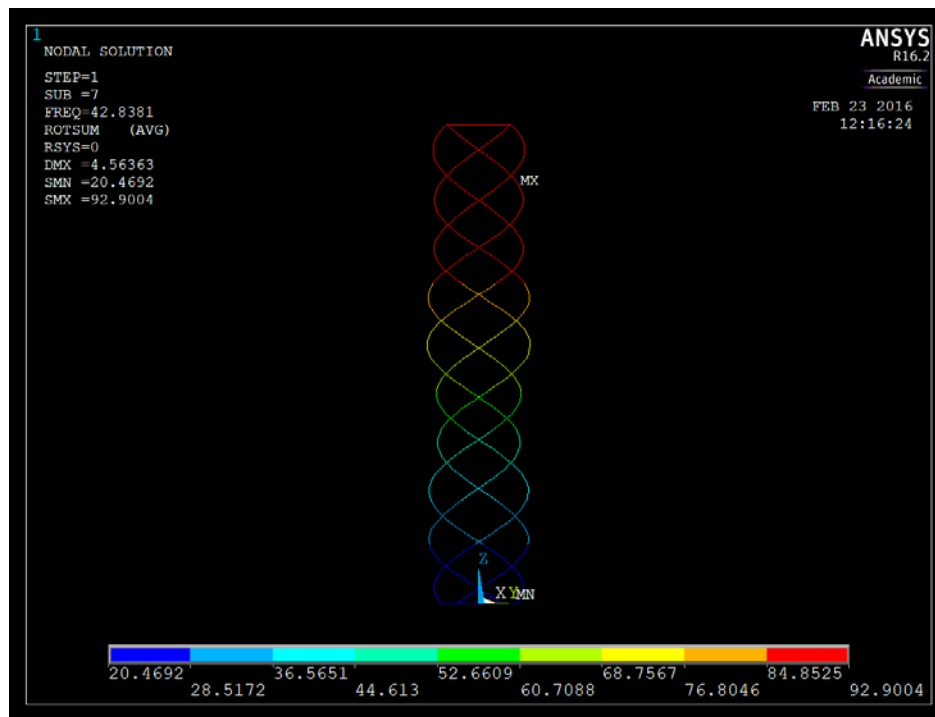 1
NODAL SOLUTION
STEP=1
SUB =7
FREQ=42.8381
ROTSUM (AVG)
RSYS=0
DMX =4.56363
SMN =20.4692
SMX =92.9004
ANSYS
R16.2
Academic
FEB 23 2016
12:16:24
MX
Z
X Y MN
20.4692 36.5651 52.6609 68.7567 84.8525
28.5172 44.613 60.7088 76.8046 92.9004